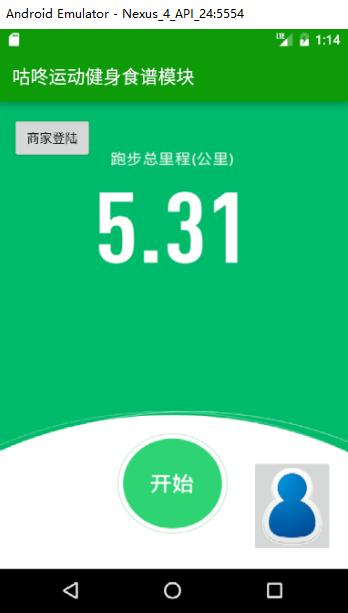 Android Emulator - Nexus_4_API_24:5554
LTE 1:14
咕咚运动健身食谱模块
商家登陆
跑步总里程(公里)
5.31
开始